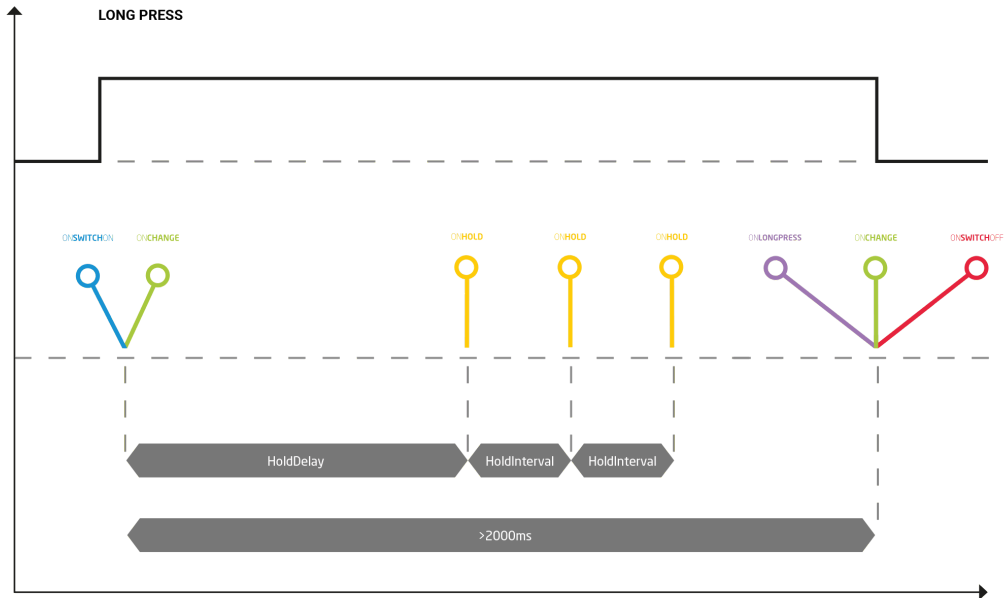 LONG PRESS
ONSWITCHON
ONCHANGE
ONHOLD
ONHOLD
ONHOLD
ONLONGPRESS
ONCHANGE
ONSWITCHOFF
HoldDelay
HoldInterval
HoldInterval
>2000ms